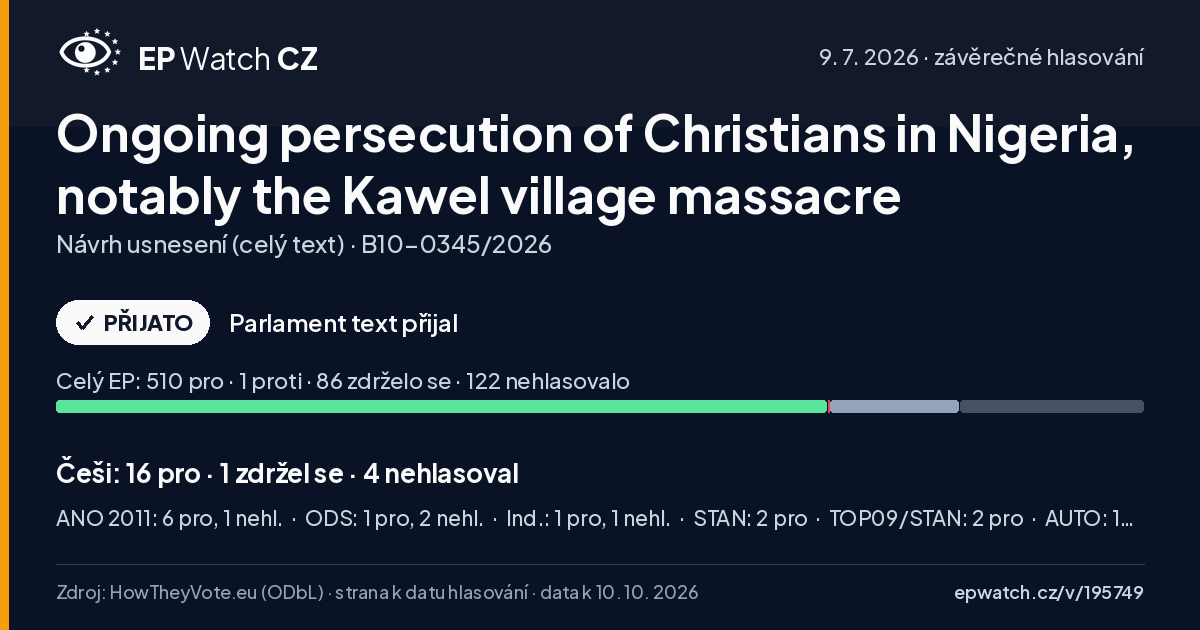 EP Watch CZ
9. 7. 2026 · závěrečné hlasování
Ongoing persecution of Christians in Nigeria,
notably the Kawel village massacre
Návrh usnesení (celý text) · B10-0345/2026
✓ PŘIJATO
Parlament text přijal
Celý EP: 510 pro · 1 proti · 86 zdrželo se · 122 nehlasovalo
Češi: 16 pro · 1 zdržel se · 4 nehlasoval
ANO 2011: 6 pro, 1 nehl. · ODS: 1 pro, 2 nehl. · Ind.: 1 pro, 1 nehl. · STAN: 2 pro · TOP09/STAN: 2 pro · AUTO: 1…
Zdroj: HowTheyVote.eu (ODbL) · strana k datu hlasování · data k 10. 10. 2026
epwatch.cz/v/195749